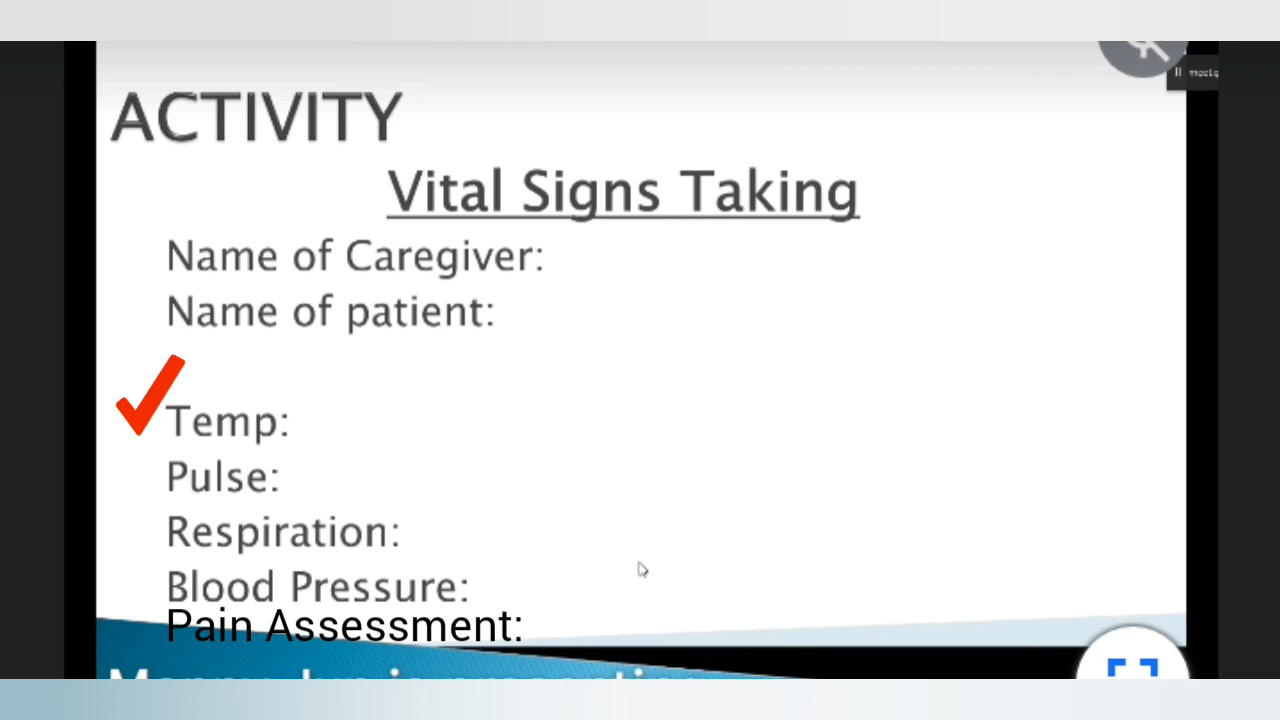 ACTIVITY
Vital Signs Taking
Name of Caregiver:
Name of patient:
Temp:
Pulse:
Respiration:
Blood Pressure:
Pain Assessment: